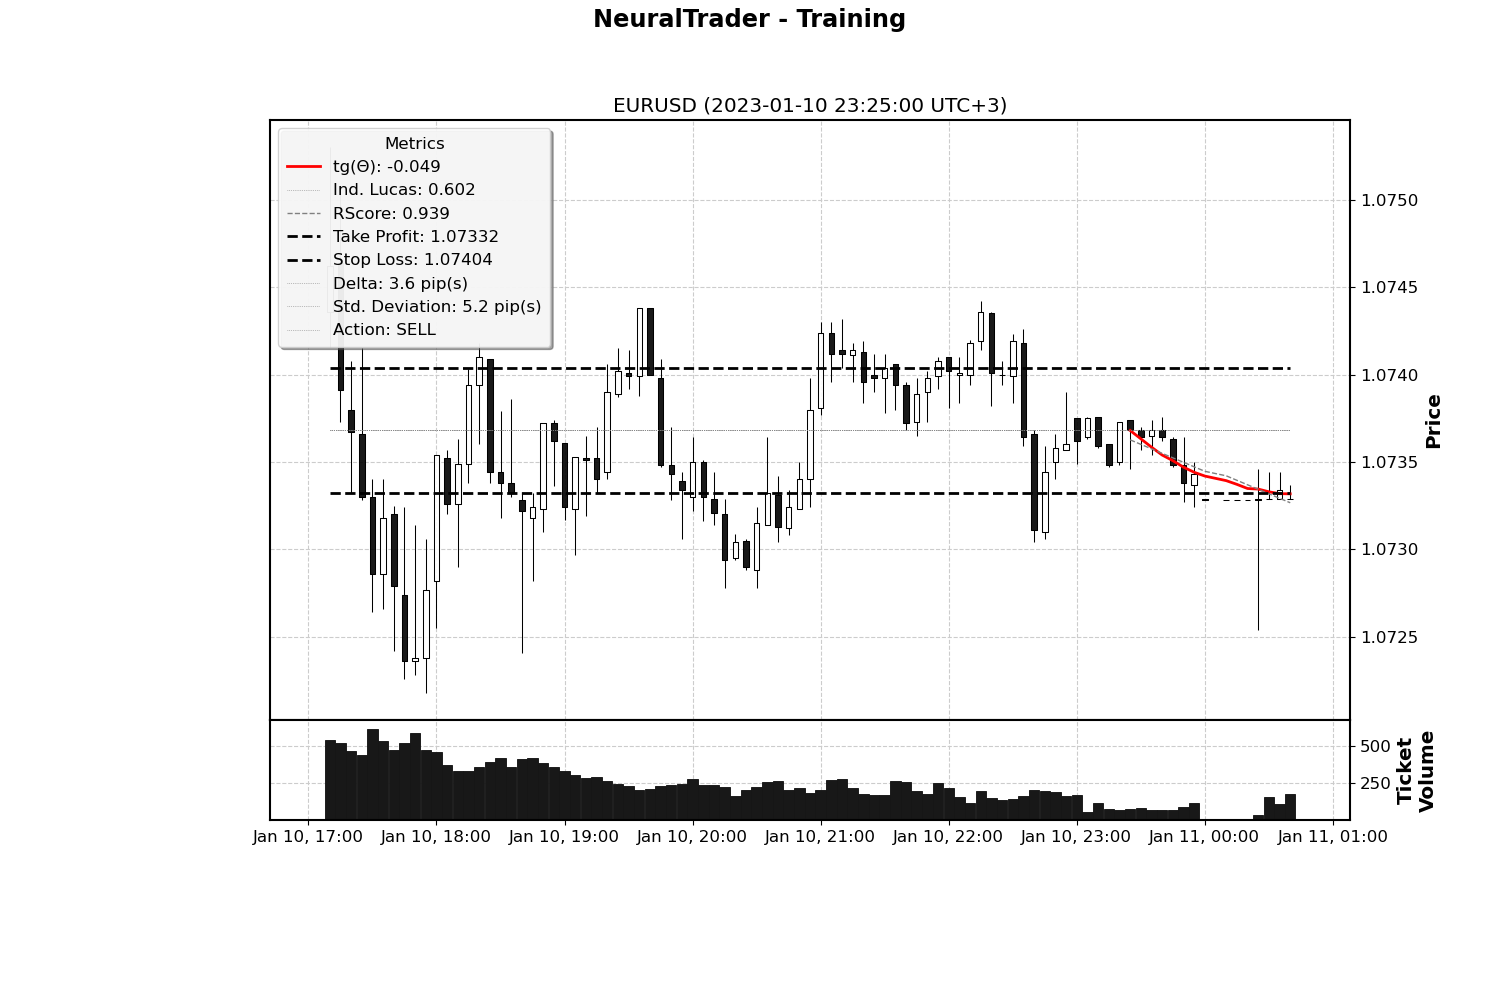 NeuralTrader - Training
EURUSD (2023-01-10 23:25:00 UTC+3)
Metrics
tg(Θ): -0.049
Ind. Lucas: 0.602
RScore: 0.939
Take Profit: 1.07332
Stop Loss: 1.07404
Delta: 3.6 pip(s)
Std. Deviation: 5.2 pip(s)
Action: SELL
1.0750
1.0745
1.0740
1.0735
1.0730
1.0725
Price
500
250
Ticket
Volume
Jan 10, 17:00 Jan 10, 18:00 Jan 10, 19:00 Jan 10, 20:00 Jan 10, 21:00 Jan 10, 22:00 Jan 10, 23:00 Jan 11, 00:00 Jan 11, 01:00